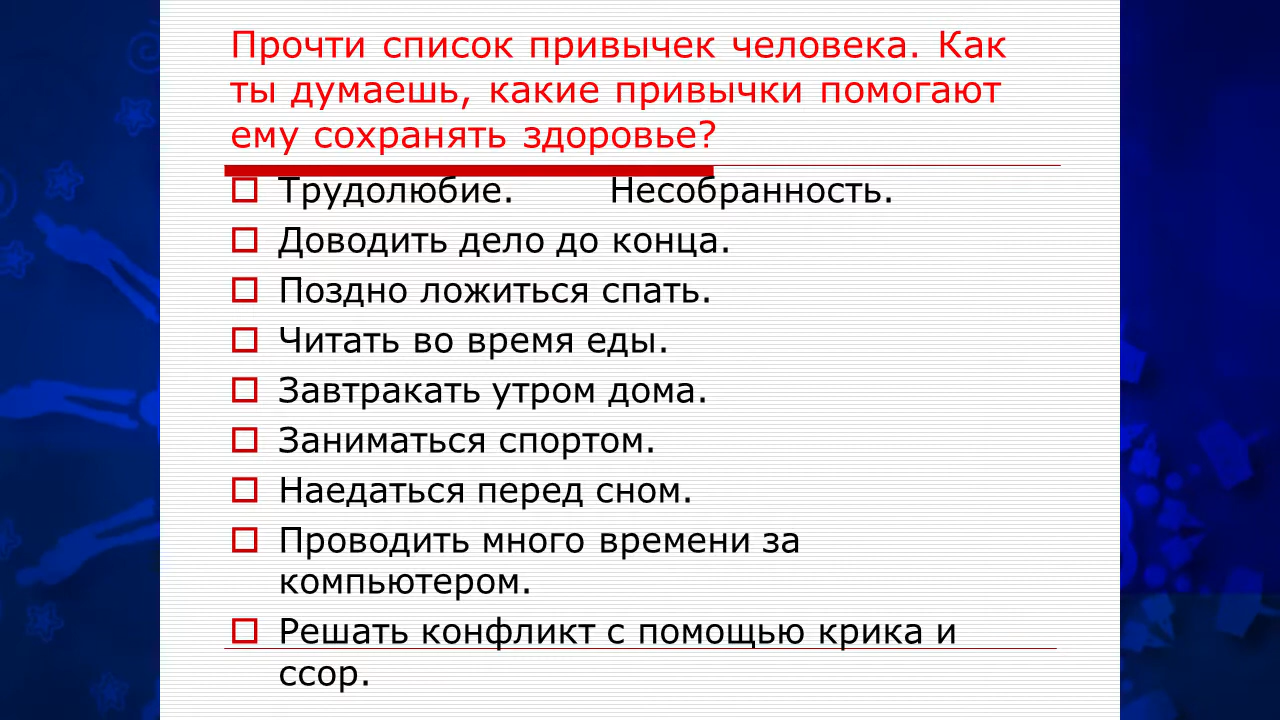 Прочти список привычек человека. Как
ты думаешь, какие привычки помогают
ему сохранять здоровье?
Трудолюбие. Несобранность.
Доводить дело до конца.
Поздно ложиться спать.
Читать во время еды.
Завтракать утром дома.
Заниматься спортом.
Наедаться перед сном.
Проводить много времени за
компьютером.
Решать конфликт с помощью крика и
ссор.